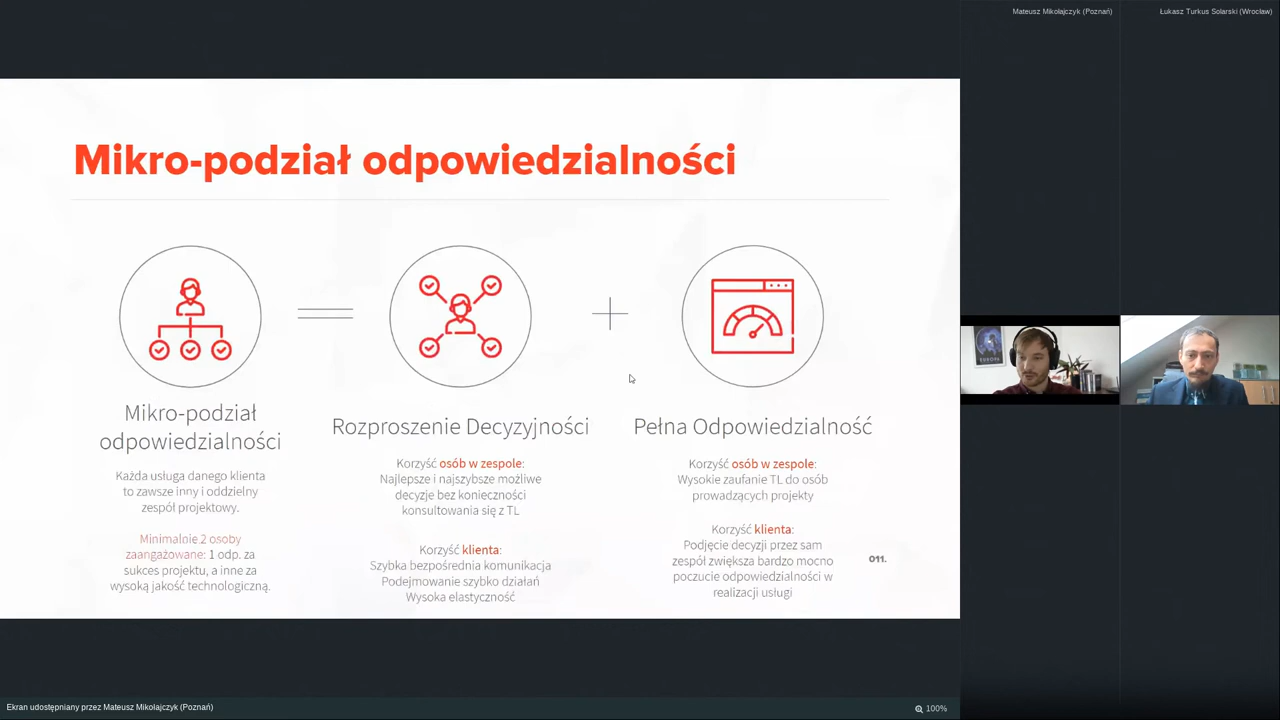 Mateusz Mikołajczyk (Poznań)
Łukasz Turkus Solarski (Wrocław)
Mikro-podział odpowiedzialności
Mikro-podział
odpowiedzialności
Każda usługa danego klienta
to zawsze inny i oddzielny
zespół projektowy.
Minimalnie 2 osoby
zaangażowane: 1 odp. za
sukces projektu, a inne za
wysoką jakość technologiczną.
Rozproszenie Decyzyjności
Korzyść osób w zespole:
Najlepsze i najszybsze możliwe
decyzje bez konieczności
konsultowania się z TL
Korzyść klienta:
Szybka bezpośrednia komunikacja
Podejmowanie szybko działań
Wysoka elastyczność
Pełna Odpowiedzialność
Korzyść osób w zespole:
Wysokie zaufanie TL do osób
prowadzących projekty
Korzyść klienta:
Podjęcie decyzji przez sam
zespół zwiększa bardzo mocno
poczucie odpowiedzialności w
realizacji usługi
011.
EUROPE
Ekran udostępniany przez Mateusz Mikołajczyk (Poznań)
100%